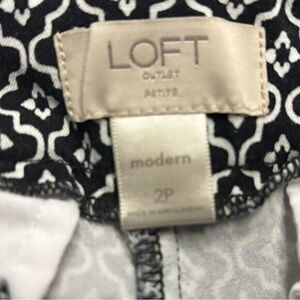 LOFT
OUTLET
PETITE
modern
2P